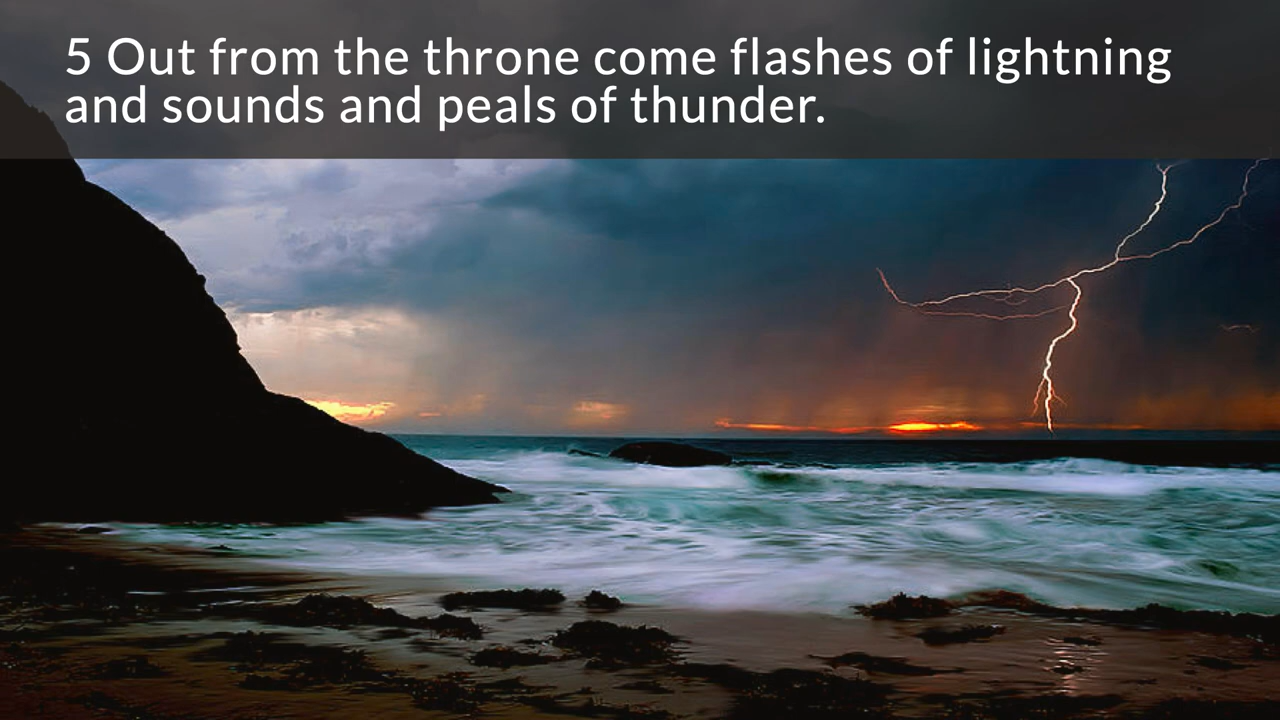 5 Out from the throne come flashes of lightning
and sounds and peals of thunder.